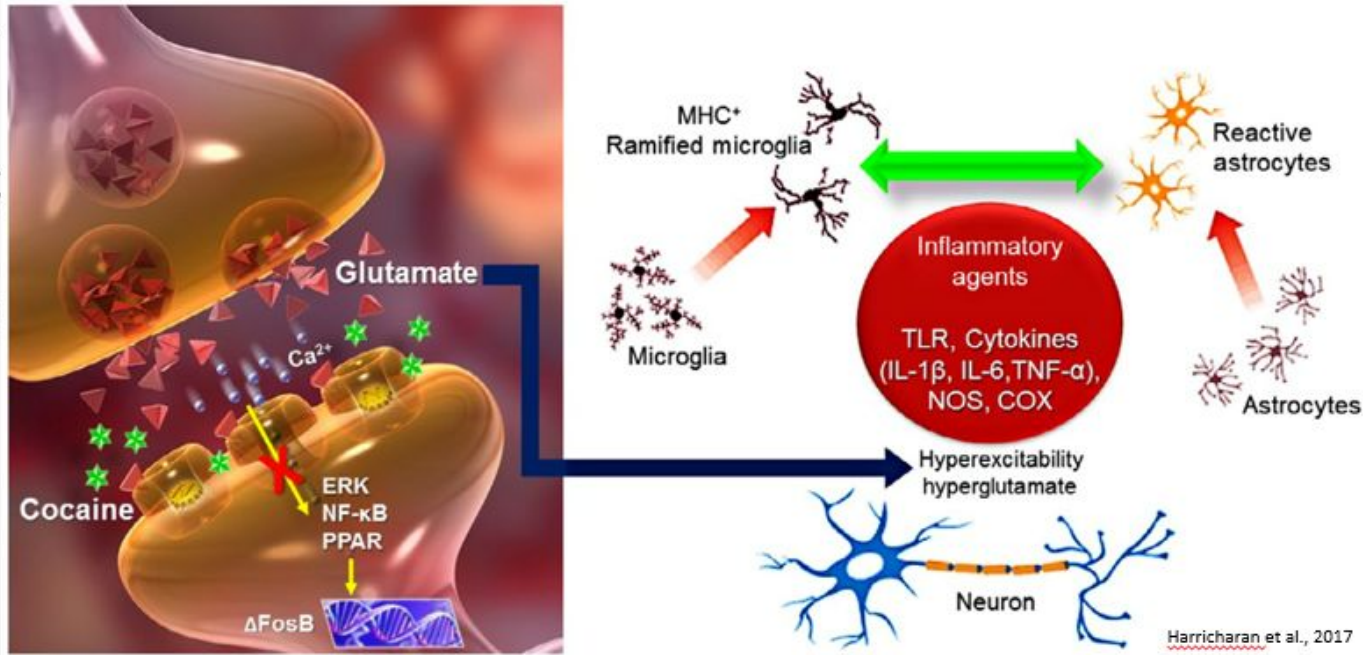 Glutamate
Ca²⁺
Cocaine
ERK
NF-κB
PPAR
ΔFosB
MHC⁺
Ramified microglia
Microglia
Reactive
astrocytes
Astrocytes
Inflammatory
agents
TLR, Cytokines
(IL-1β, IL-6,TNF-α),
NOS, COX
Hyperexcitability
hyperglutamate
Neuron
Harricharan et al., 2017